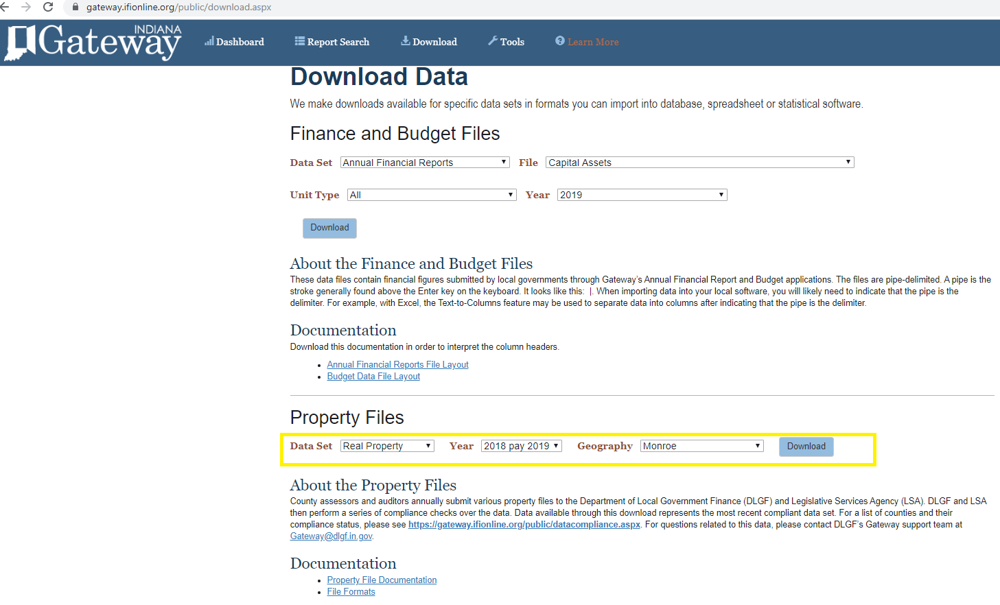 gateway.ifionline.org/public/download.aspx
INDIANA
Gateway
Dashboard Report Search Download Tools Learn More
Download Data
We make downloads available for specific data sets in formats you can import into database, spreadsheet or statistical software.
Finance and Budget Files
Data Set Annual Financial Reports File Capital Assets
Unit Type All Year 2019
Download
About the Finance and Budget Files
These data files contain financial figures submitted by local governments through Gateway's Annual Financial Report and Budget applications. The files are pipe-delimited. A pipe is the
stroke generally found above the Enter key on the keyboard. It looks like this: |. When importing data into your local software, you will likely need to indicate that the pipe is the
delimiter. For example, with Excel, the Text-to-Columns feature may be used to separate data into columns after indicating that the pipe is the delimiter.
Documentation
Download this documentation in order to interpret the column headers.
Annual Financial Reports File Layout
Budget Data File Layout
Property Files
Data Set Real Property Year 2018 pay 2019 Geography Monroe Download
About the Property Files
County assessors and auditors annually submit various property files to the Department of Local Government Finance (DLGF) and Legislative Services Agency (LSA). DLGF and LSA
then perform a series of compliance checks over the data. Data available through this download represents the most recent compliant data set. For a list of counties and their
compliance status, please see https://gateway.ifionline.org/public/datacompliance.aspx. For questions related to this data, please contact DLGF's Gateway support team at
Gateway@dlgf.in.gov.
Documentation
Property File Documentation
File Formats